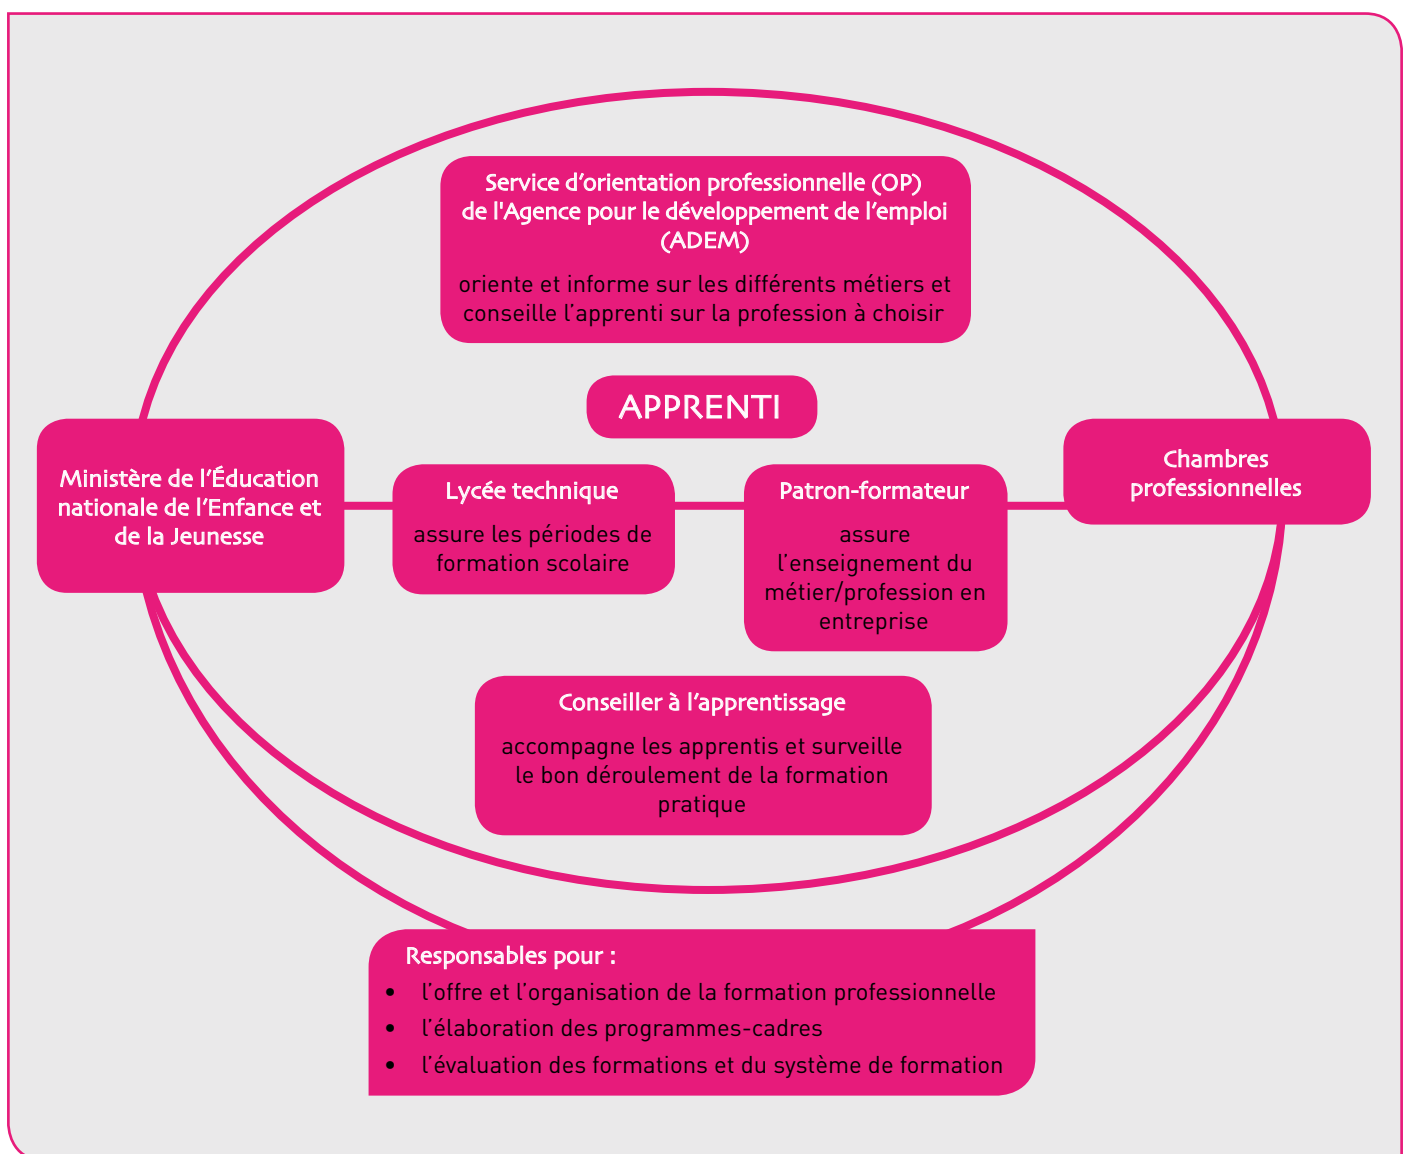 Service d’orientation professionnelle (OP)
de l'Agence pour le développement de l’emploi
(ADEM)
oriente et informe sur les différents métiers et
conseille l’apprenti sur la profession à choisir
APPRENTI
Ministère de l’Éducation
nationale de l’Enfance et
de la Jeunesse
Lycée technique
assure les périodes de
formation scolaire
Patron-formateur
assure
l’enseignement du
métier/profession en
entreprise
Chambres
professionnelles
Conseiller à l’apprentissage
accompagne les apprentis et surveille
le bon déroulement de la formation
pratique
Responsables pour :
• l’offre et l’organisation de la formation professionnelle
• l’élaboration des programmes-cadres
• l’évaluation des formations et du système de formation